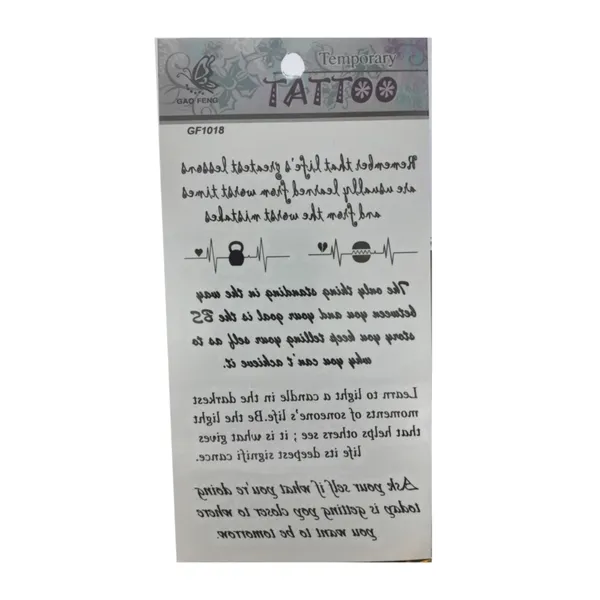 Temporary
TATTOO
GAO FENG
GF1018
Remember that life's greatest lessons
are usually learned from worst times
and from the worst mistakes
The only thing standing in the way
between you and your goal is the BS
story you keep telling your self as to
why you can't achieve it.
Learn to light a candle in the darkest
moments of someone's life.Be the light
that helps others see ; it is what gives
life its deepest signifi cance.
Ask your self if what you're doing
today is getting you closer to where
you want to be tomorrow.